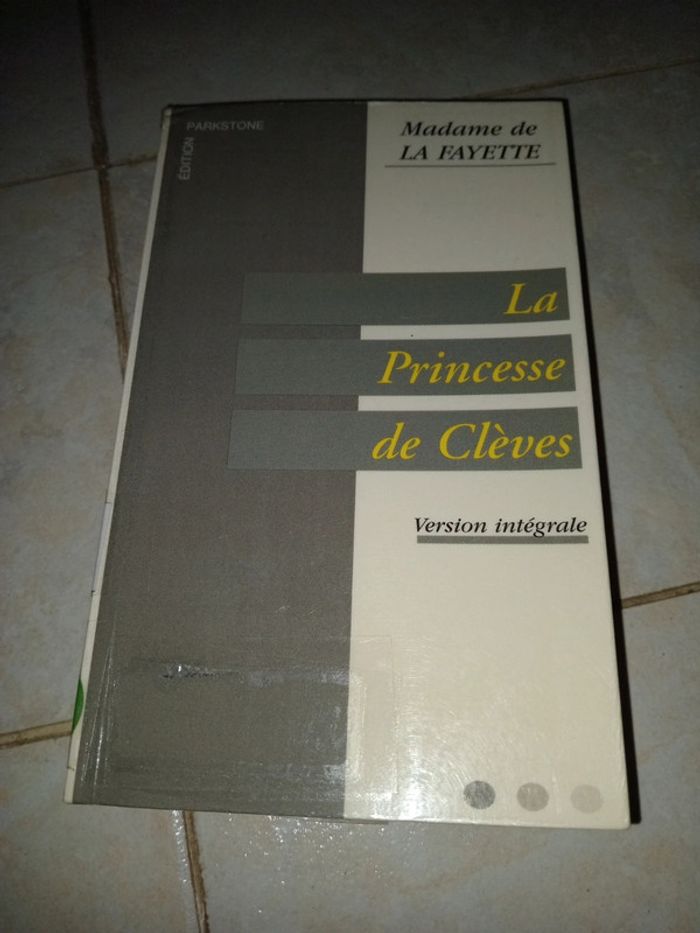 ÉDITION PARKSTONE
Madame de
LA FAYETTE
La
Princesse
de Clèves
Version intégrale